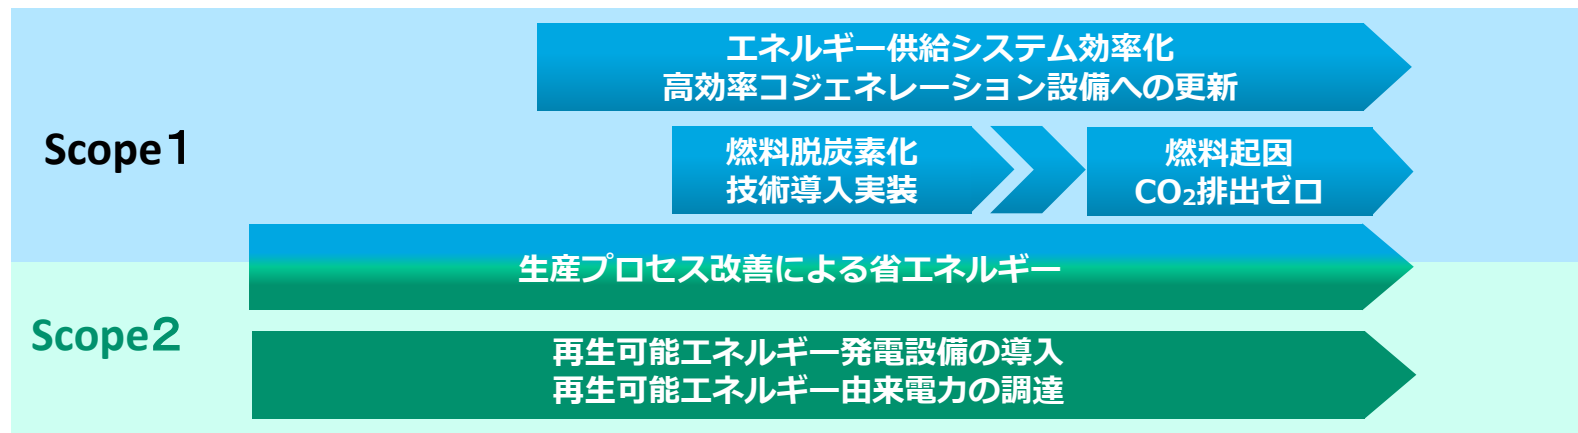 エネルギー供給システム効率化
高効率コジェネレーション設備への更新
Scope１
燃料脱炭素化
技術導入実装
燃料起因
CO₂排出ゼロ
生産プロセス改善による省エネルギー
Scope２
再生可能エネルギー発電設備の導入
再生可能エネルギー由来電力の調達